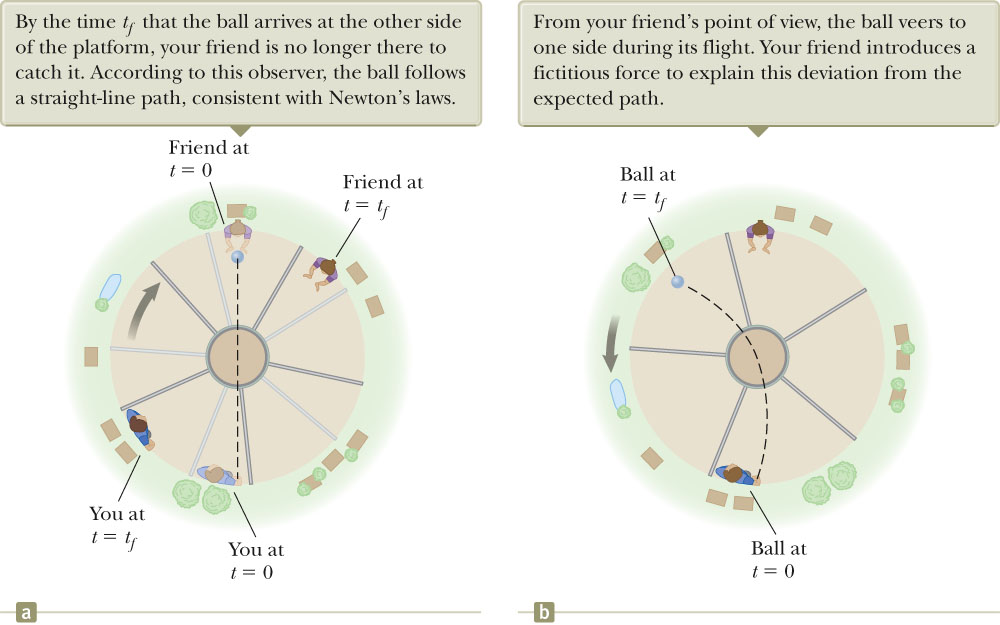 By the time tf that the ball arrives at the other side
of the platform, your friend is no longer there to
catch it. According to this observer, the ball follows
a straight-line path, consistent with Newton’s laws.
Friend at
t = 0
Friend at
t = tf
You at
t = tf
You at
t = 0
a
From your friend’s point of view, the ball veers to
one side during its flight. Your friend introduces a
fictitious force to explain this deviation from the
expected path.
Ball at
t = tf
Ball at
t = 0
b